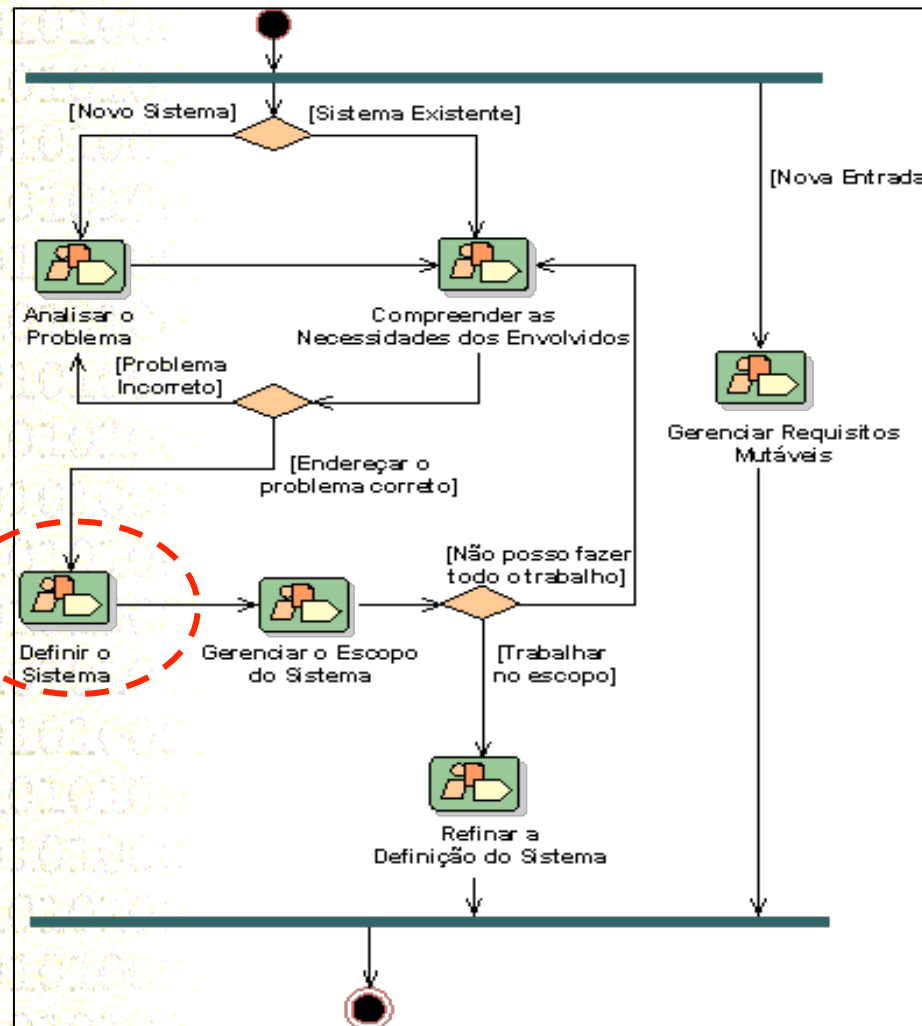 [Novo Sistema]
[Sistema Existente]
[Nova Entrada
Analisar o
Problema
Compreender as
Necessidades dos Envolvidos
[Problema
Incorreto]
Gerenciar Requisitos
Mutáveis
[Endereçar o
problema correto]
[Não posso fazer
todo o trabalho]
Definir o
Sistema
Gerenciar o Escopo
do Sistema
[Trabalhar
no escopo]
Refinar a
Definição do Sistema